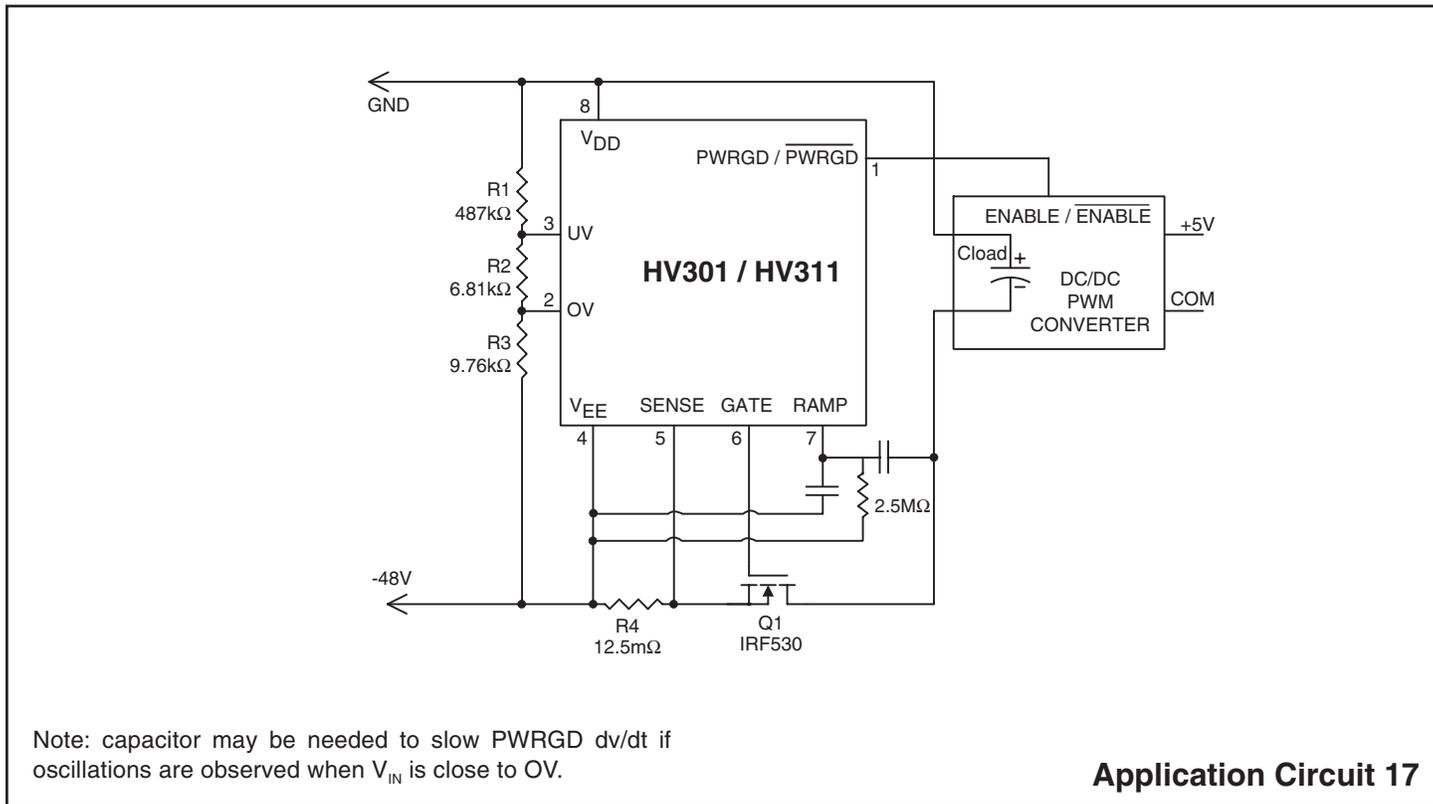 GND
8
VDD
PWRGD / PWRGD
1
R1
487kΩ
3
UV
ENABLE / ENABLE
+5V
Cload
+
−
R2
6.81kΩ
HV301 / HV311
DC/DC
PWM
CONVERTER
COM
2
OV
R3
9.76kΩ
VEE
SENSE
GATE
RAMP
4
5
6
7
2.5MΩ
-48V
R4
12.5mΩ
Q1
IRF530
Note: capacitor may be needed to slow PWRGD dv/dt if
oscillations are observed when VIN is close to OV.
Application Circuit 17